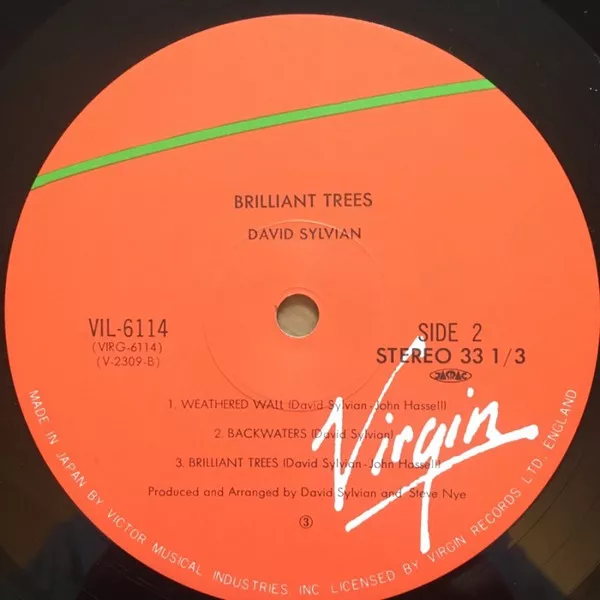 BRILLIANT TREES
DAVID SYLVIAN
VIL-6114
(VIRG-6114)
(V-2309-B)
SIDE 2
STEREO 33 1/3
JASRAC
1. WEATHERED WALL (David Sylvian-John Hassell)
2. BACKWATERS (David Sylvian)
3. BRILLIANT TREES (David Sylvian-John Hassell)
Produced and Arranged by David Sylvian and Steve Nye
③
Virgin
MADE IN JAPAN BY VICTOR MUSICAL INDUSTRIES INC LICENSED BY VIRGIN RECORDS LTD. ENGLAND